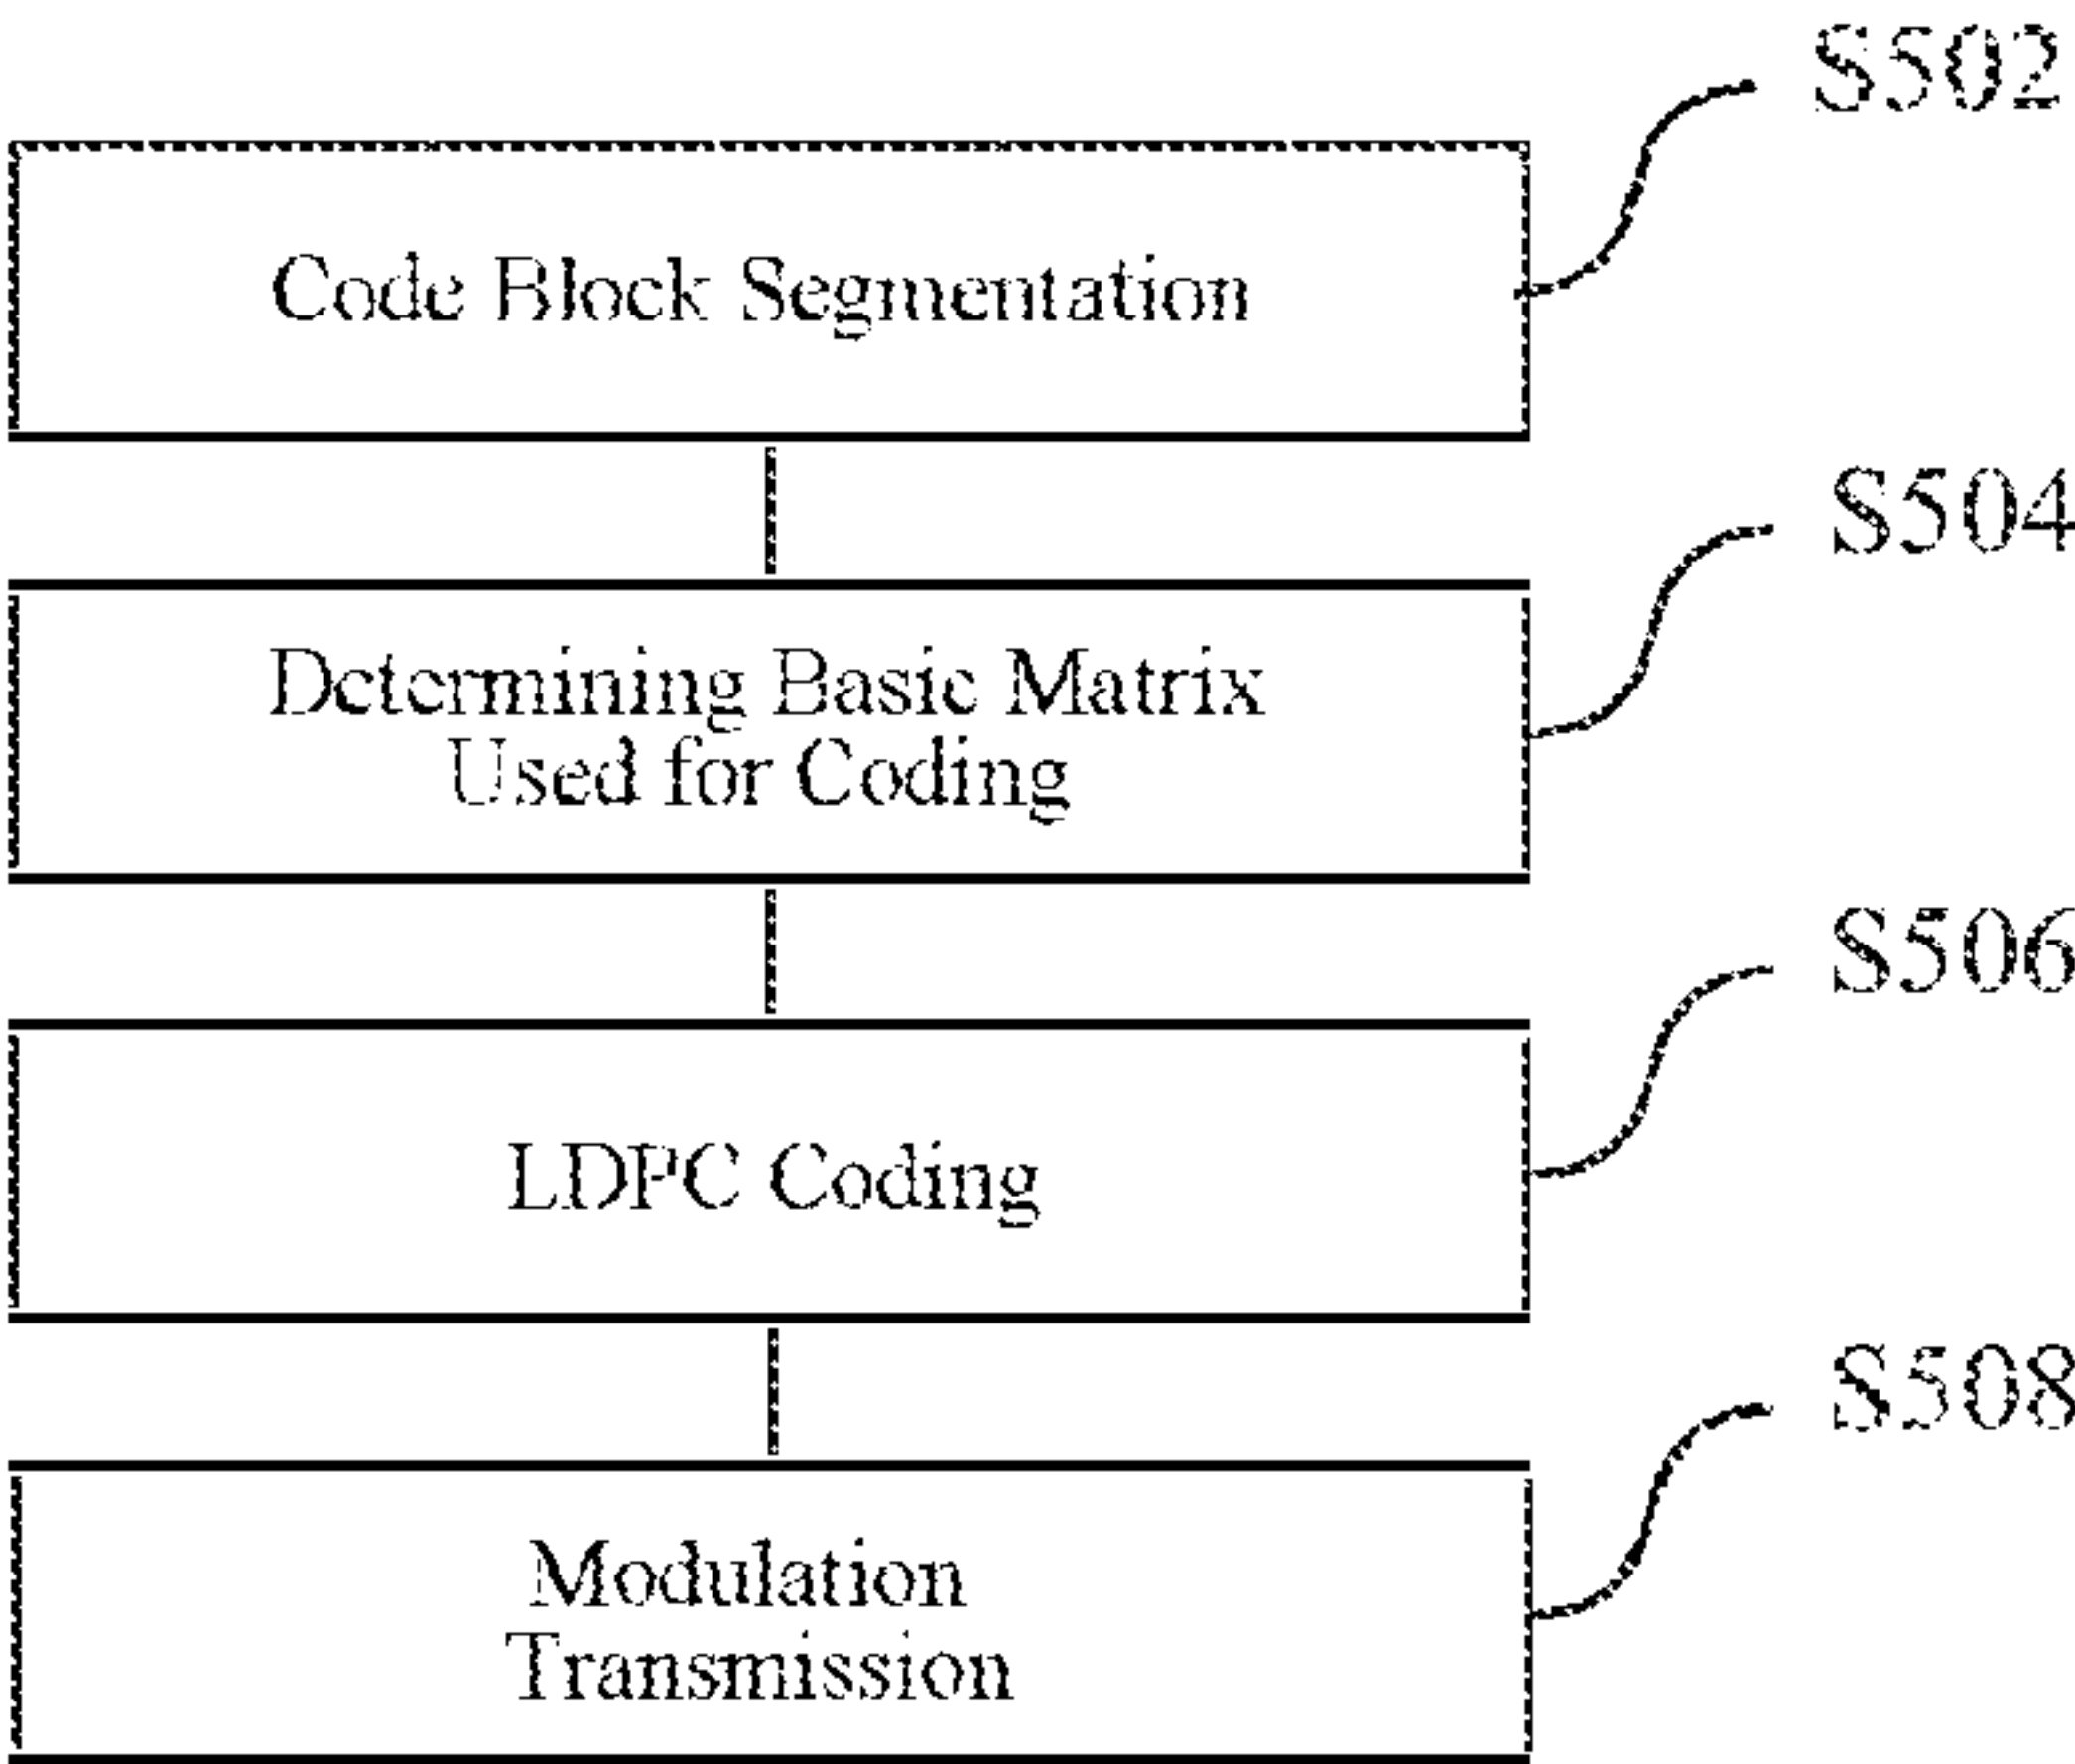 S502
Code Block Segmentation
S504
Determining Basic Matrix
Used for Coding
S506
LDPC Coding
S508
Modulation
Transmission